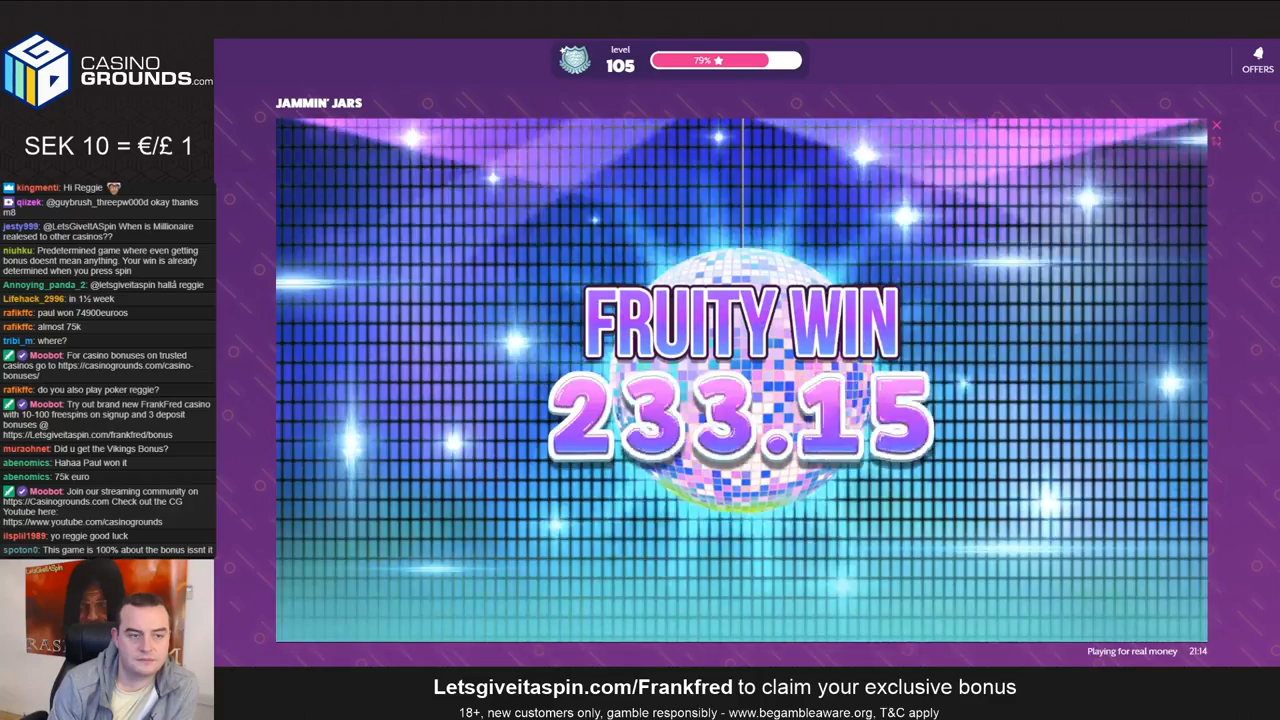 CASINO
GROUNDS.com
SEK 10 = €/£ 1
kingmenti: Hi Reggie
qiizek: @guybrush_threepw000d okay thanks
m8
jesty999: @LetsGiveItASpin When is Millionaire
realesed to other casinos??
niuhku: Predetermined game where even getting
bonus doesnt mean anything. Your win is already
determined when you press spin
Annoying_panda_2: @letsgiveitaspin hallå reggie
Lifehack_2996: in 1½ week
rafikffc: paul won 74900euroos
rafikffc: almost 75k
tribi_m: where?
Moobot: For casino bonuses on trusted
casinos go to https://casinogrounds.com/casino-
bonuses/
rafikffc: do you also play poker reggie?
Moobot: Try out brand new FrankFred casino
with 10-100 freespins on signup and 3 deposit
bonuses @
https://Letsgiveitaspin.com/frankfred/bonus
muraohnet: Did u get the Vikings Bonus?
abenomics: Hahaa Paul won it
abenomics: 75k euro
Moobot: Join our streaming community on
https://Casinogrounds.com Check out the CG
Youtube here:
https://www.youtube.com/casinogrounds
ilsplil1989: yo reggie good luck
spoton0: This game is 100% about the bonus issnt it
LetsGiveItASpin
level
105
79%
OFFERS
JAMMIN' JARS
FRUITY WIN
233.15
Playing for real money 21:14
Letsgiveitaspin.com/Frankfred to claim your exclusive bonus
18+, new customers only, gamble responsibly - www.begambleaware.org, T&C apply